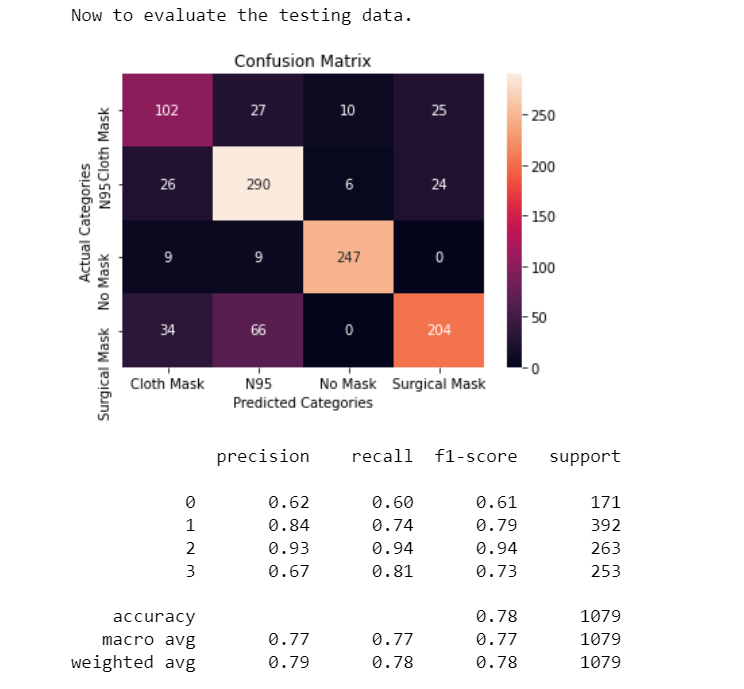 Now to evaluate the testing data.
Confusion Matrix
102 27 10 25
26 290 6 24
9 9 247 0
34 66 0 204
Actual Categories
Cloth Mask
N95
No Mask
Surgical Mask
Cloth Mask N95 No Mask Surgical Mask
Predicted Categories
250
200
150
100
50
0
precision recall f1-score support
0 0.62 0.60 0.61 171
1 0.84 0.74 0.79 392
2 0.93 0.94 0.94 263
3 0.67 0.81 0.73 253
accuracy 0.78 1079
macro avg 0.77 0.77 0.77 1079
weighted avg 0.79 0.78 0.78 1079